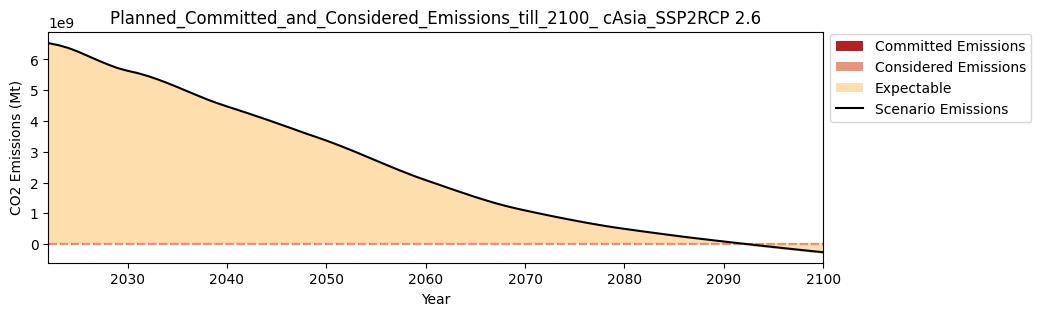 Planned_Committed_and_Considered_Emissions_till_2100_ cAsia_SSP2RCP 2.6
1e9
6
5
4
3
2
1
0
CO2 Emissions (Mt)
2030 2040 2050 2060 2070 2080 2090 2100
Year
Committed Emissions
Considered Emissions
Expectable
Scenario Emissions